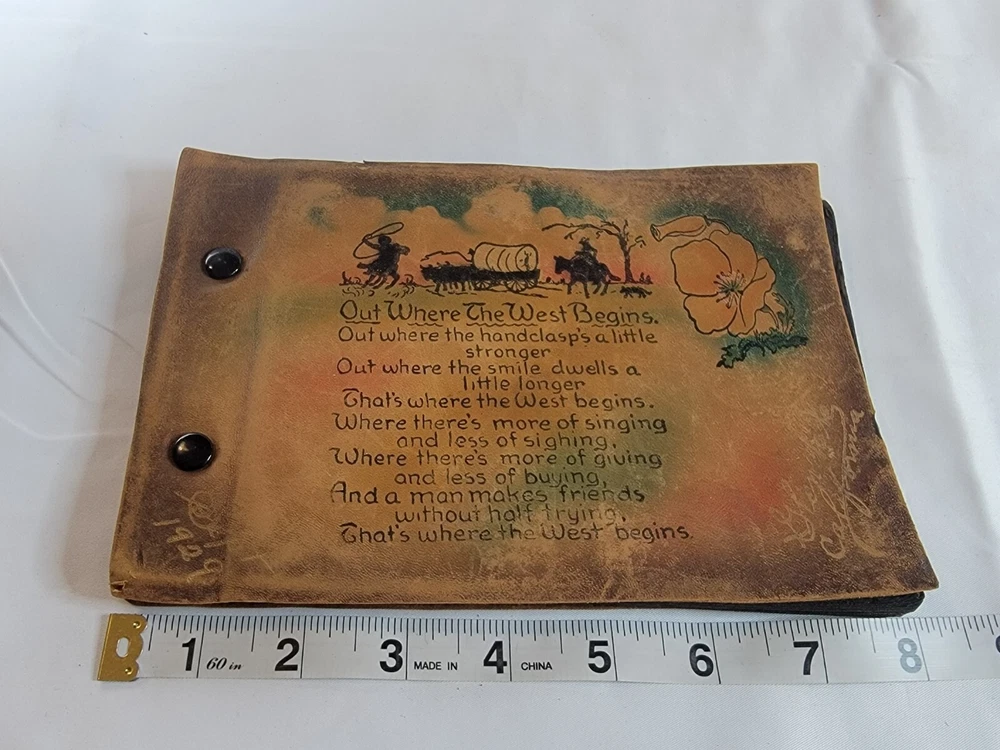 Out Where The West Begins.
Out where the handclasp's a little
stronger
Out where the smile dwells a
little longer
That's where the West begins.
Where there's more of singing
and less of sighing,
Where there's more of giving
and less of buying,
And a man makes friends
without half trying,
That's where the West begins.
1 2 3 4 5 6 7 8
60 in
MADE IN CHINA